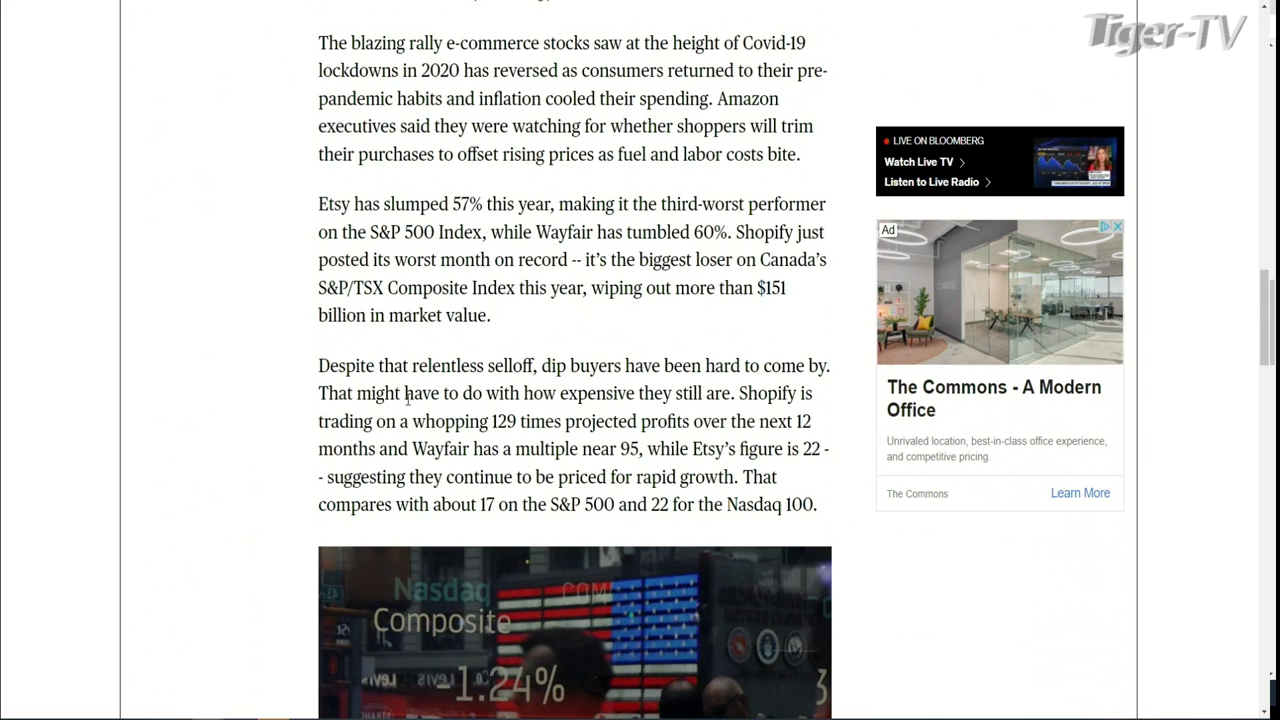 Tiger-TV
The blazing rally e-commerce stocks saw at the height of Covid-19
lockdowns in 2020 has reversed as consumers returned to their pre-
pandemic habits and inflation cooled their spending. Amazon
executives said they were watching for whether shoppers will trim
their purchases to offset rising prices as fuel and labor costs bite.
Etsy has slumped 57% this year, making it the third-worst performer
on the S&P 500 Index, while Wayfair has tumbled 60%. Shopify just
posted its worst month on record -- it's the biggest loser on Canada's
S&P/TSX Composite Index this year, wiping out more than $151
billion in market value.
Despite that relentless selloff, dip buyers have been hard to come by.
That might have to do with how expensive they still are. Shopify is
trading on a whopping 129 times projected profits over the next 12
months and Wayfair has a multiple near 95, while Etsy's figure is 22 -
- suggesting they continue to be priced for rapid growth. That
compares with about 17 on the S&P 500 and 22 for the Nasdaq 100.
Nasdaq
Composite
-1.24%
LIVE ON BLOOMBERG
Watch Live TV
Listen to Live Radio
Ad
The Commons - A Modern
Office
Unrivaled location, best-in-class office experience,
and competitive pricing.
The Commons
Learn More